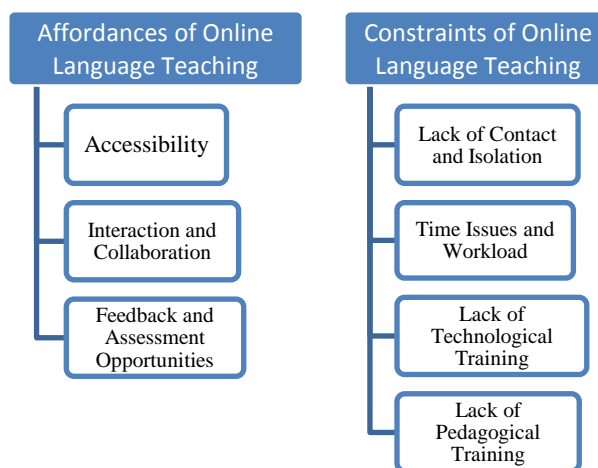 Affordances of Online
Language Teaching
Accessibility
Interaction and
Collaboration
Feedback and
Assessment
Opportunities
Constraints of Online
Language Teaching
Lack of Contact
and Isolation
Time Issues and
Workload
Lack of
Technological
Training
Lack of
Pedagogical
Training